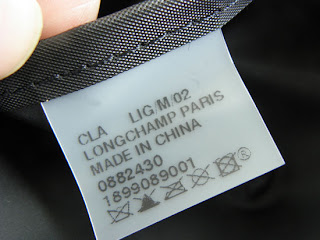 CLA LIG/M/02
LONGCHAMP PARIS
MADE IN CHINA
0882430
1899089001